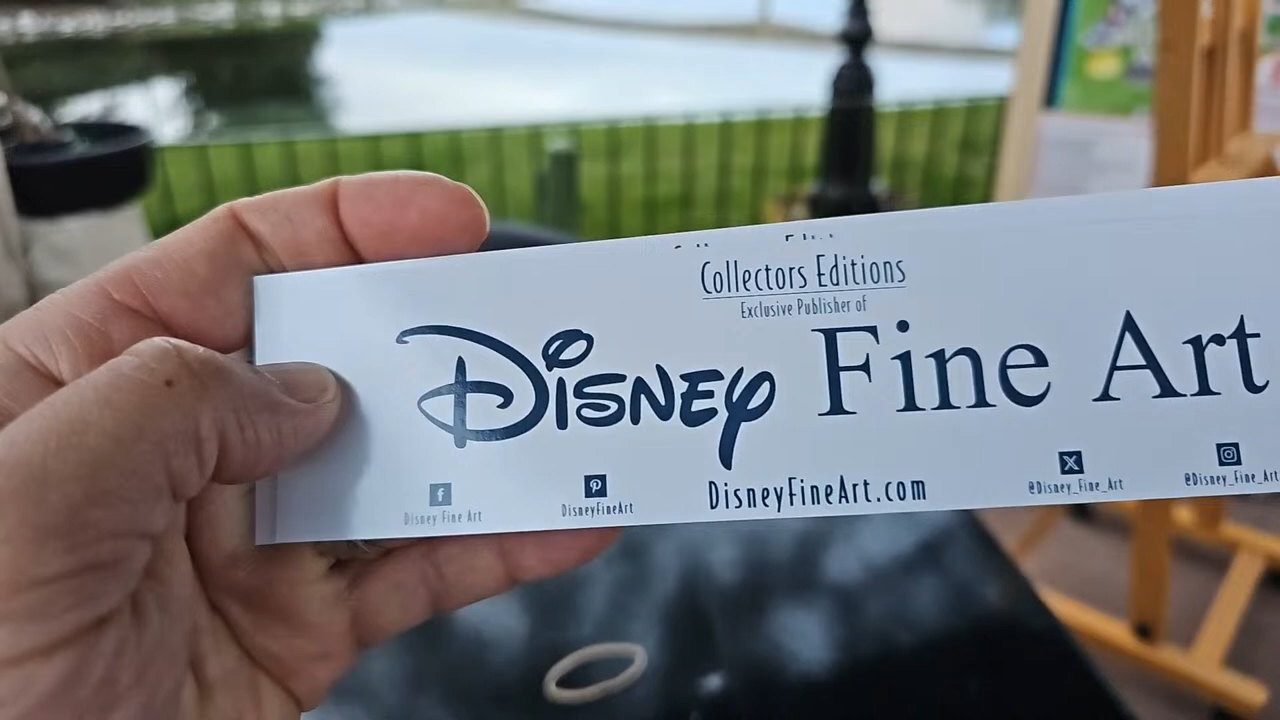 Collectors Editions
Exclusive Publisher of
Disney Fine Art
Disney Fine Art
DisneyFineArt
DisneyFineArt.com
@Disney_Fine_Art
@Disney_Fine_Art